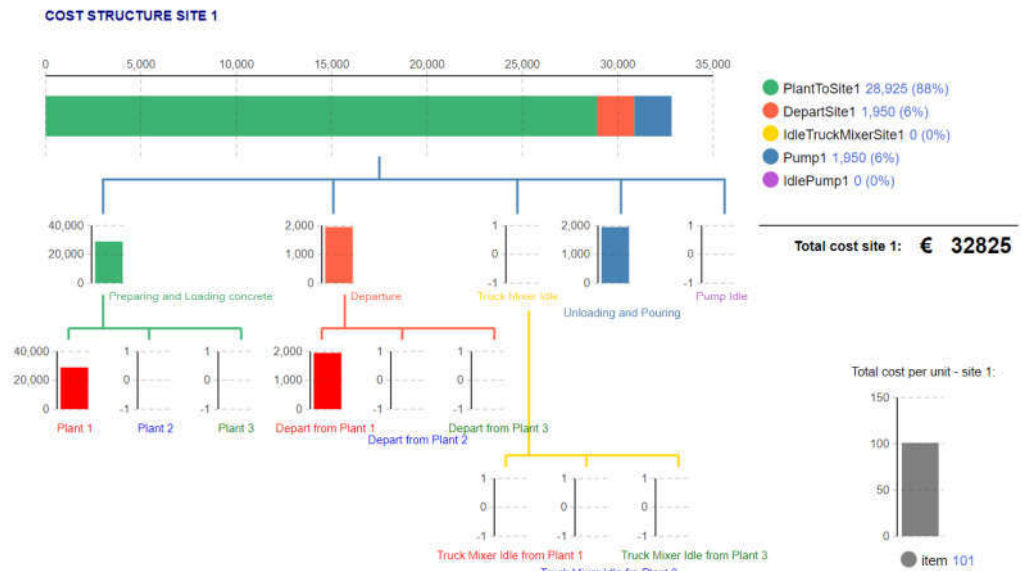 COST STRUCTURE SITE 1
0 5,000 10,000 15,000 20,000 25,000 30,000 35,000
PlantToSite1 28,925 (88%)
DepartSite1 1,950 (6%)
IdleTruckMixerSite1 0 (0%)
Pump1 1,950 (6%)
IdlePump1 0 (0%)
Total cost site 1: € 32825
40,000 2,000 1 2,000 1
20,000 1,000 0 1,000 0
0 0 -1 0 -1
Preparing and Loading concrete Departure Truck Mixer Idle Pump Idle
Unloading and Pouring
40,000 1 1 2,000 1 1
20,000 0 0 1,000 0 0
0 -1 -1 0 -1 -1
Plant 1 Plant 2 Plant 3 Depart from Plant 1 Depart from Plant 3
Depart from Plant 2
Total cost per unit - site 1:
150
100
50
0
item 101
1 1 1
0 0 0
-1 -1 -1
Truck Mixer Idle from Plant 1 Truck Mixer Idle from Plant 3